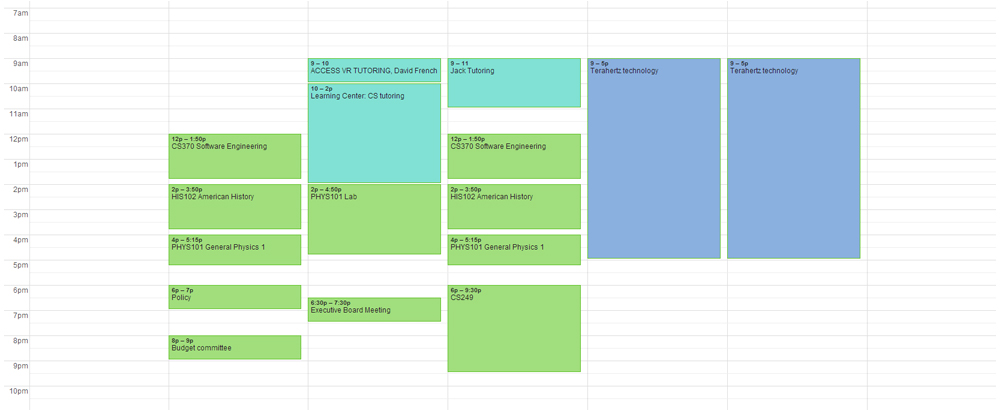 7am
8am
9am
10am
11am
12pm
1pm
2pm
3pm
4pm
5pm
6pm
7pm
8pm
9pm
10pm
12p – 1:50p
CS370 Software Engineering
2p – 3:50p
HIS102 American History
4p – 5:15p
PHYS101 General Physics 1
6p – 7p
Policy
8p – 9p
Budget committee
9 – 10
ACCESS VR TUTORING, David French
10 – 2p
Learning Center: CS tutoring
2p – 4:50p
PHYS101 Lab
6:30p – 7:30p
Executive Board Meeting
9 – 11
Jack Tutoring
12p – 1:50p
CS370 Software Engineering
2p – 3:50p
HIS102 American History
4p – 5:15p
PHYS101 General Physics 1
6p – 9:30p
CS249
9 – 5p
Terahertz technology
9 – 5p
Terahertz technology